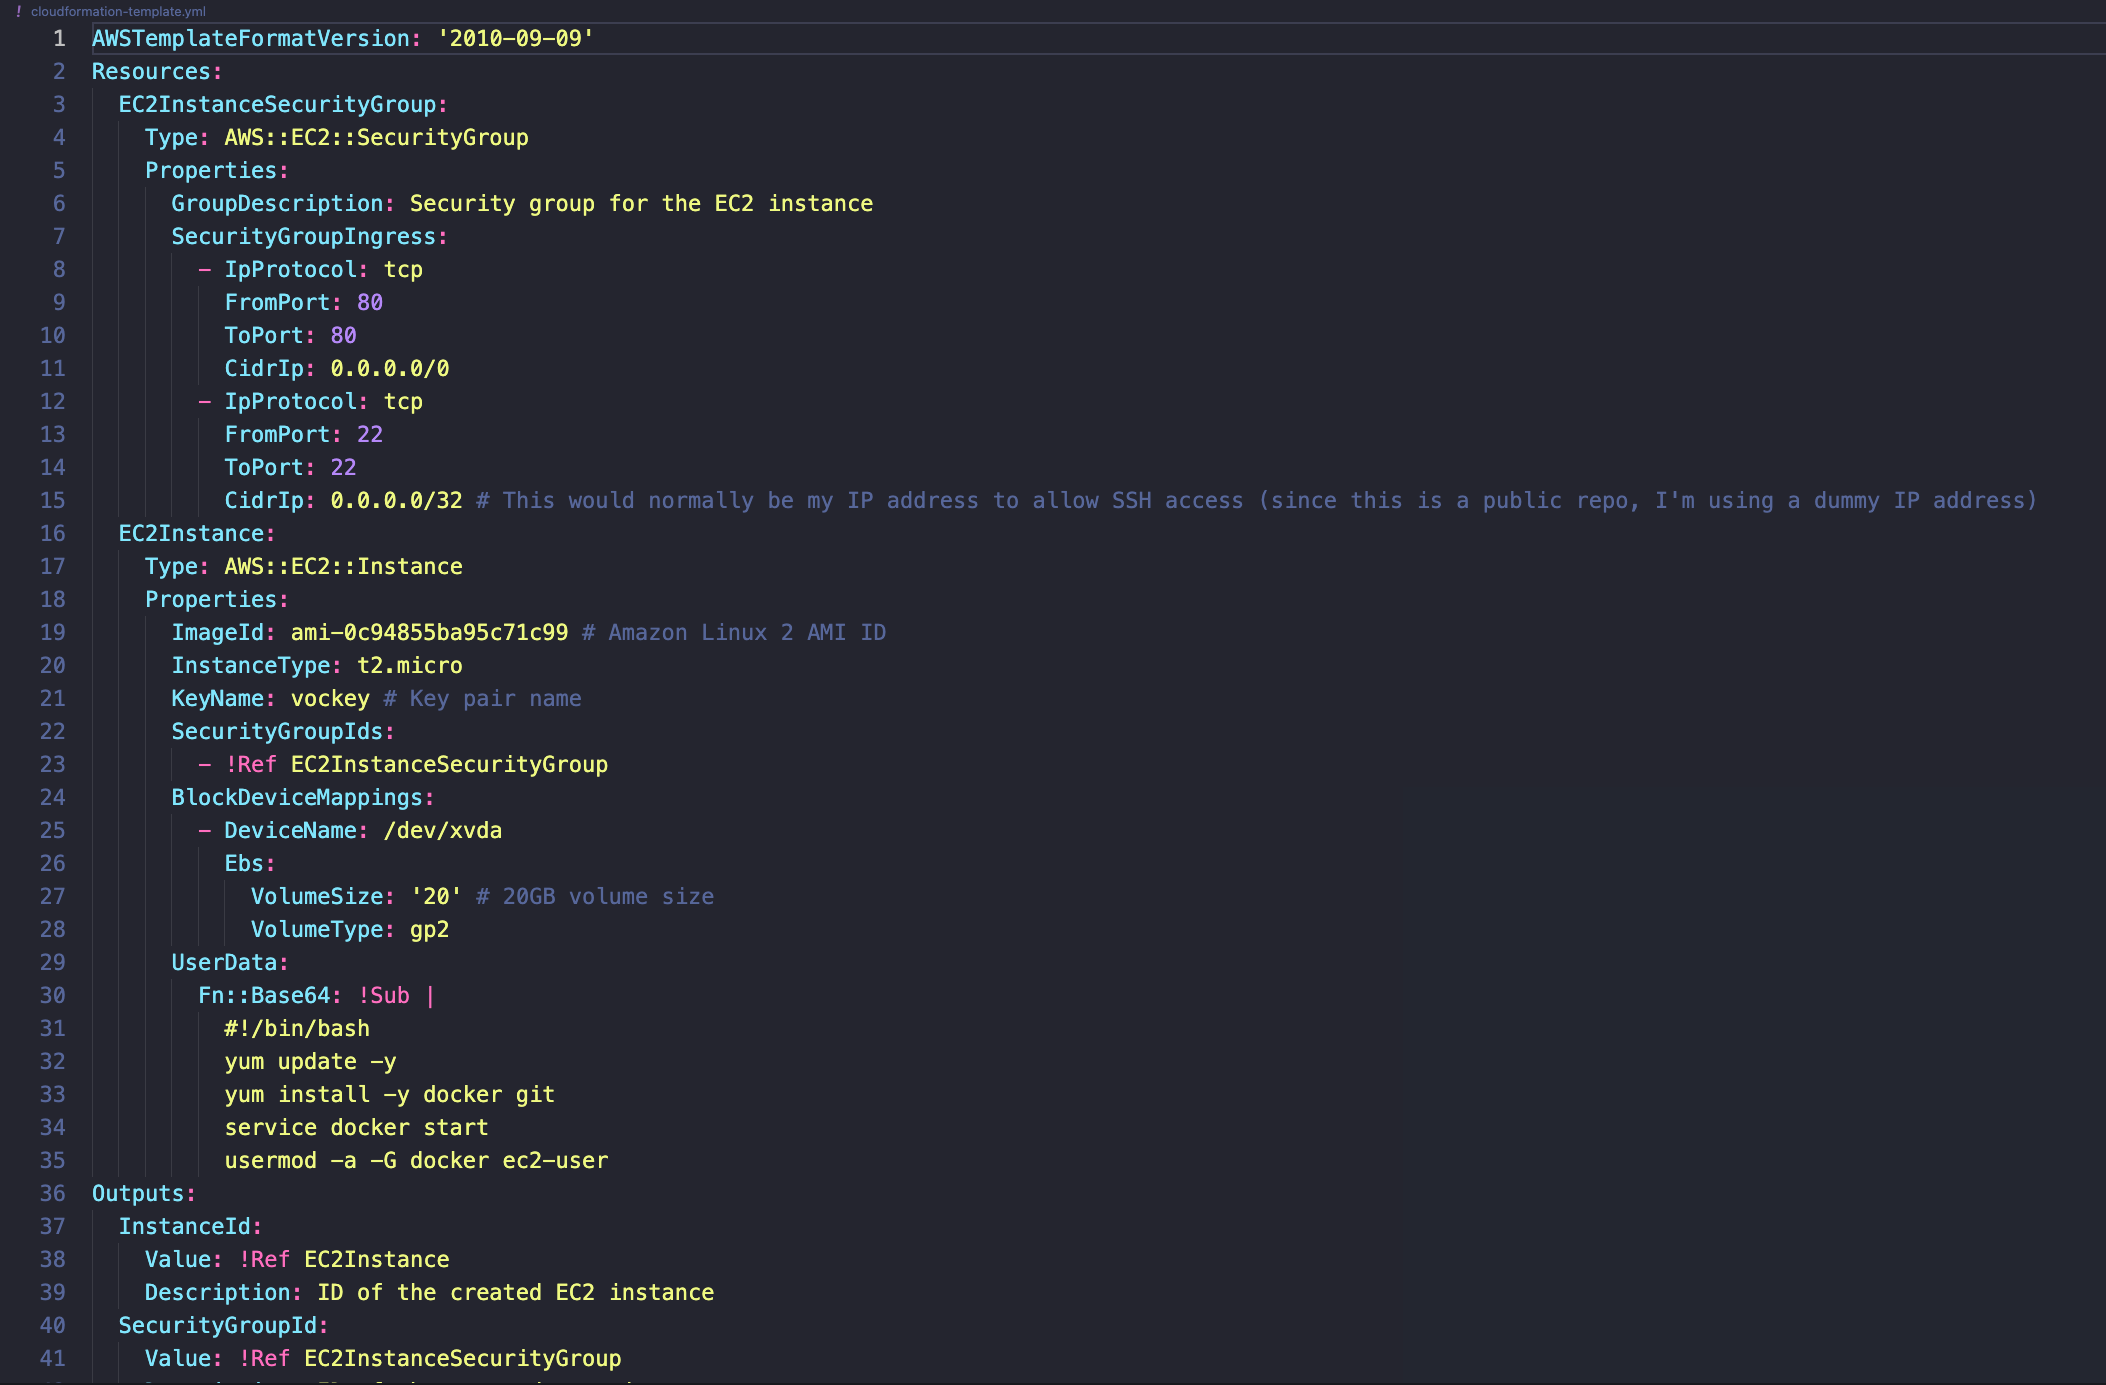 ! cloudformation-template.yml
1 AWSTemplateFormatVersion: '2010-09-09'
2 Resources:
3   EC2InstanceSecurityGroup:
4     Type: AWS::EC2::SecurityGroup
5     Properties:
6       GroupDescription: Security group for the EC2 instance
7       SecurityGroupIngress:
8         - IpProtocol: tcp
9           FromPort: 80
10           ToPort: 80
11           CidrIp: 0.0.0.0/0
12         - IpProtocol: tcp
13           FromPort: 22
14           ToPort: 22
15           CidrIp: 0.0.0.0/32 # This would normally be my IP address to allow SSH access (since this is a public repo, I'm using a dummy IP address)
16   EC2Instance:
17     Type: AWS::EC2::Instance
18     Properties:
19       ImageId: ami-0c94855ba95c71c99 # Amazon Linux 2 AMI ID
20       InstanceType: t2.micro
21       KeyName: vockey # Key pair name
22       SecurityGroupIds:
23         - !Ref EC2InstanceSecurityGroup
24       BlockDeviceMappings:
25         - DeviceName: /dev/xvda
26           Ebs:
27             VolumeSize: '20' # 20GB volume size
28             VolumeType: gp2
29       UserData:
30         Fn::Base64: !Sub |
31           #!/bin/bash
32           yum update -y
33           yum install -y docker git
34           service docker start
35           usermod -a -G docker ec2-user
36 Outputs:
37   InstanceId:
38     Value: !Ref EC2Instance
39     Description: ID of the created EC2 instance
40   SecurityGroupId:
41     Value: !Ref EC2InstanceSecurityGroup